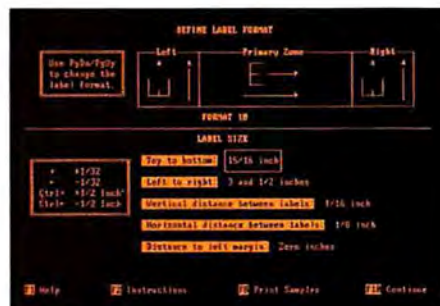 DEFINE LABEL FORMAT
Left Primary Zone Right
Use PgDn/PgUp
to change the
label format.
FORMAT 1B
LABEL SIZE
+ +1/32
- -1/32
Ctrl+ +1/2 inch
Ctrl- -1/2 inch
Top to bottom: 15/16 inch
Left to right: 3 and 1/2 inches
Vertical distance between labels: 1/16 inch
Horizontal distance between labels: 1/8 inch
Distance to left margin: Zero inches
F1 Help F2 Instructions Print Samples F10 Continue